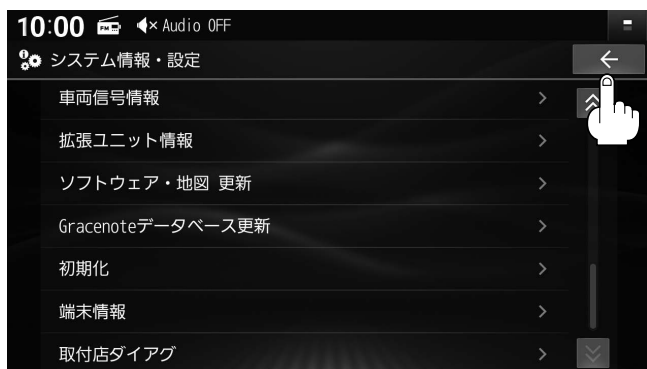 10:00 FM Audio OFF
システム情報・設定
車両信号情報
拡張ユニット情報
ソフトウェア・地図 更新
Gracenoteデータベース更新
初期化
端末情報
取付店ダイアグ